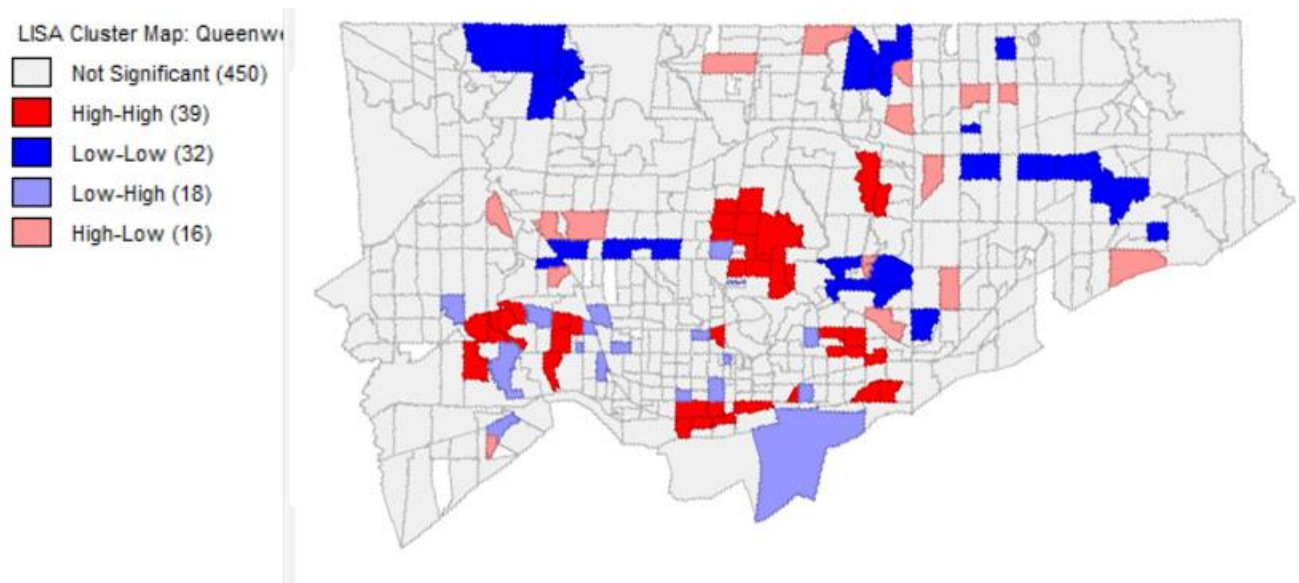 LISA Cluster Map: Queenw
Not Significant (450)
High-High (39)
Low-Low (32)
Low-High (18)
High-Low (16)